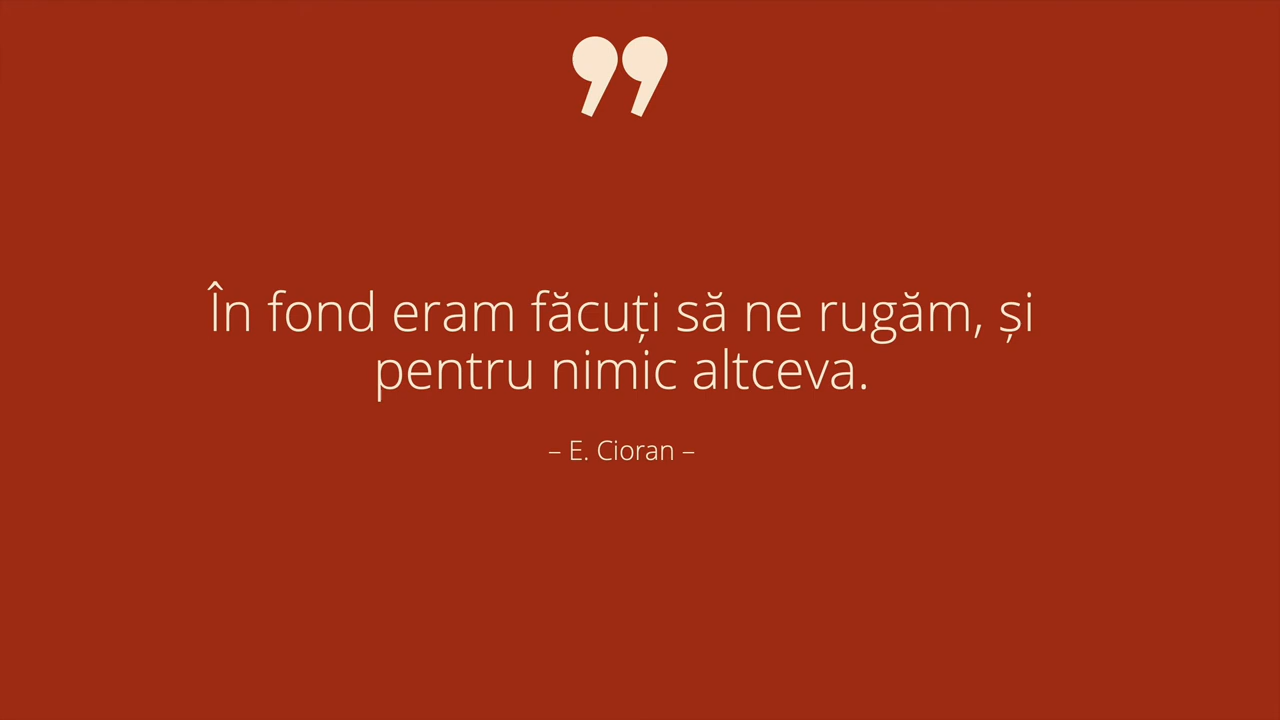 ”
În fond eram făcuți să ne rugăm, și
pentru nimic altceva.
– E. Cioran –